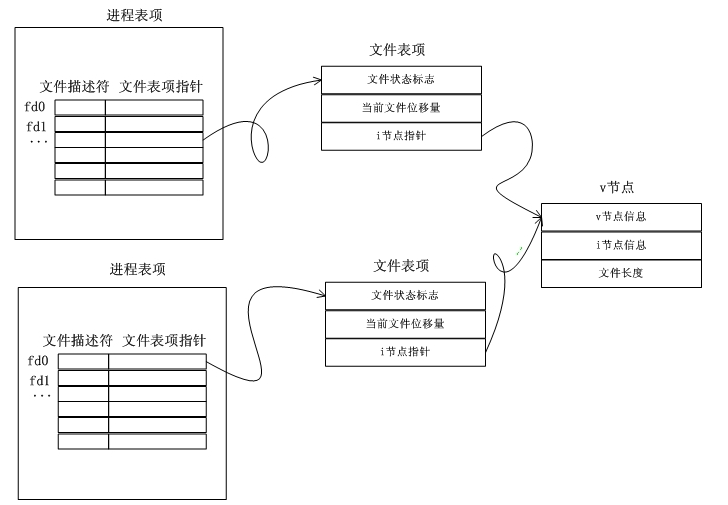 进程表项
文件描述符 文件表项指针
fd0
fd1
...
文件表项
文件状态标志
当前文件位移量
i节点指针
v节点
v节点信息
i节点信息
文件长度
进程表项
文件描述符 文件表项指针
fd0
fd1
...
文件表项
文件状态标志
当前文件位移量
i节点指针